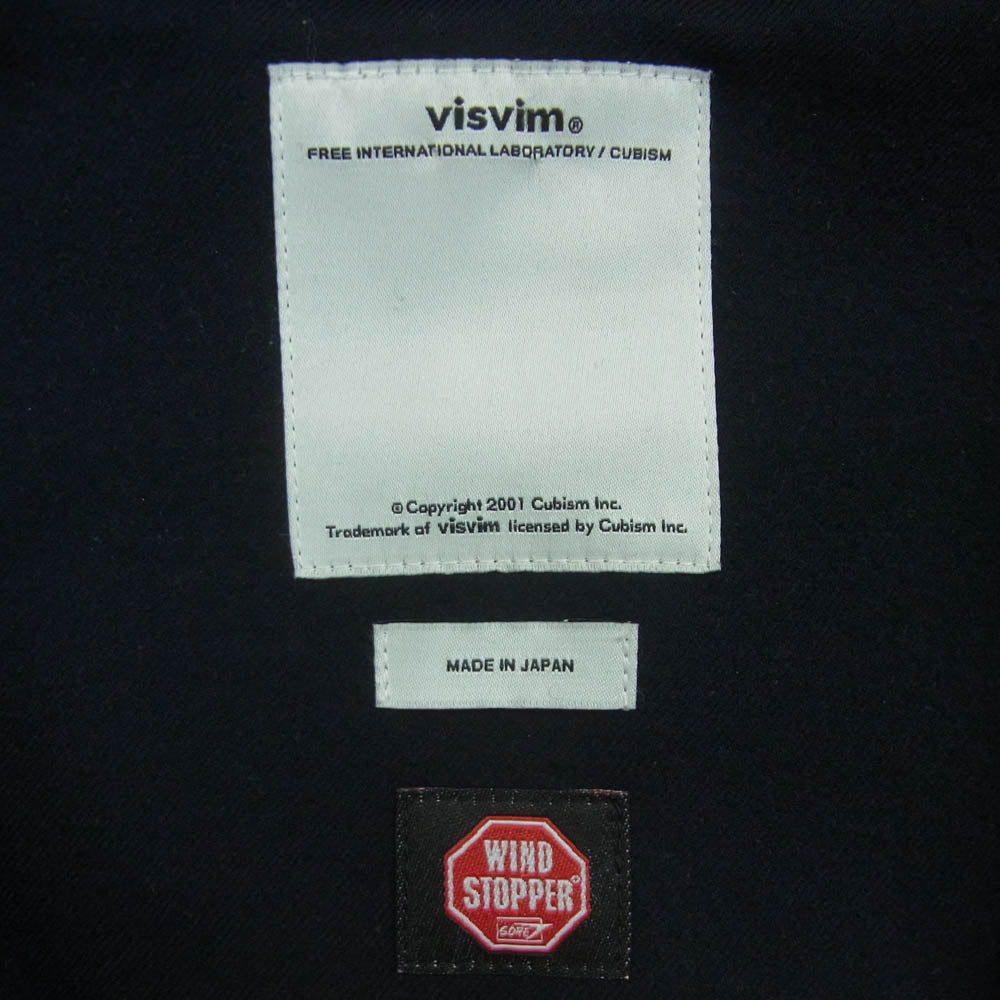 visvim®
FREE INTERNATIONAL LABORATORY / CUBISM
© Copyright 2001 Cubism Inc.
Trademark of visvim licensed by Cubism Inc.
MADE IN JAPAN
WIND
STOPPER®
GORE